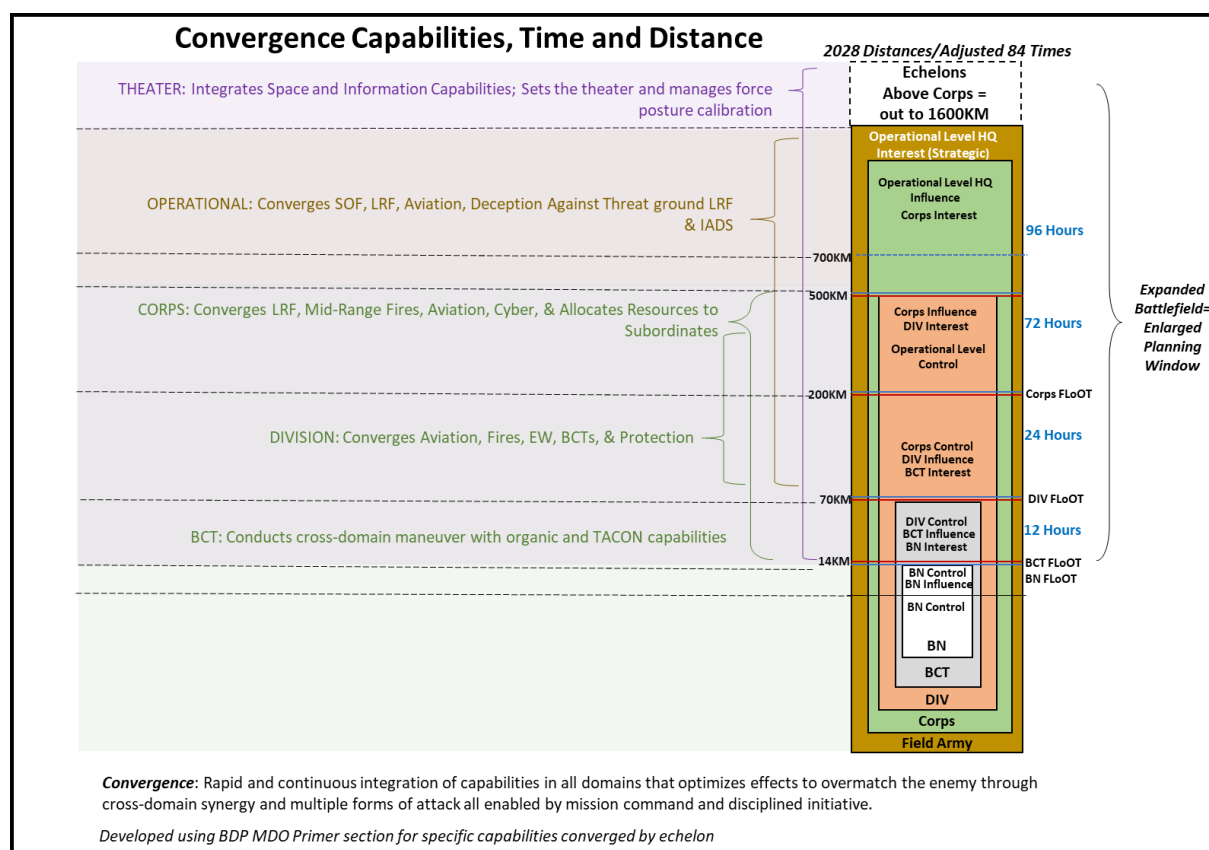 Convergence Capabilities, Time and Distance
2028 Distances/Adjusted 84 Times
THEATER: Integrates Space and Information Capabilities; Sets the theater and manages force
posture calibration
Echelons
Above Corps =
out to 1600KM
Operational Level HQ
Interest (Strategic)
OPERATIONAL: Converges SOF, LRF, Aviation, Deception Against Threat ground LRF
& IADS
Operational Level HQ
Influence
Corps Interest
96 Hours
700KM
500KM
CORPS: Converges LRF, Mid-Range Fires, Aviation, Cyber, & Allocates Resources to
Subordinates
Corps Influence
DIV Interest
Operational Level
Control
72 Hours
Expanded
Battlefield=
Enlarged
Planning
Window
200KM
Corps FLoOT
DIVISION: Converges Aviation, Fires, EW, BCTs, & Protection
Corps Control
DIV Influence
BCT Interest
24 Hours
70KM
DIV FLoOT
BCT: Conducts cross-domain maneuver with organic and TACON capabilities
DIV Control
BCT Influence
BN Interest
12 Hours
14KM
BCT FLoOT
BN FLoOT
BN Control
BN Influence
BN Control
BN
BCT
DIV
Corps
Field Army
Convergence: Rapid and continuous integration of capabilities in all domains that optimizes effects to overmatch the enemy through
cross-domain synergy and multiple forms of attack all enabled by mission command and disciplined initiative.
Developed using BDP MDO Primer section for specific capabilities converged by echelon